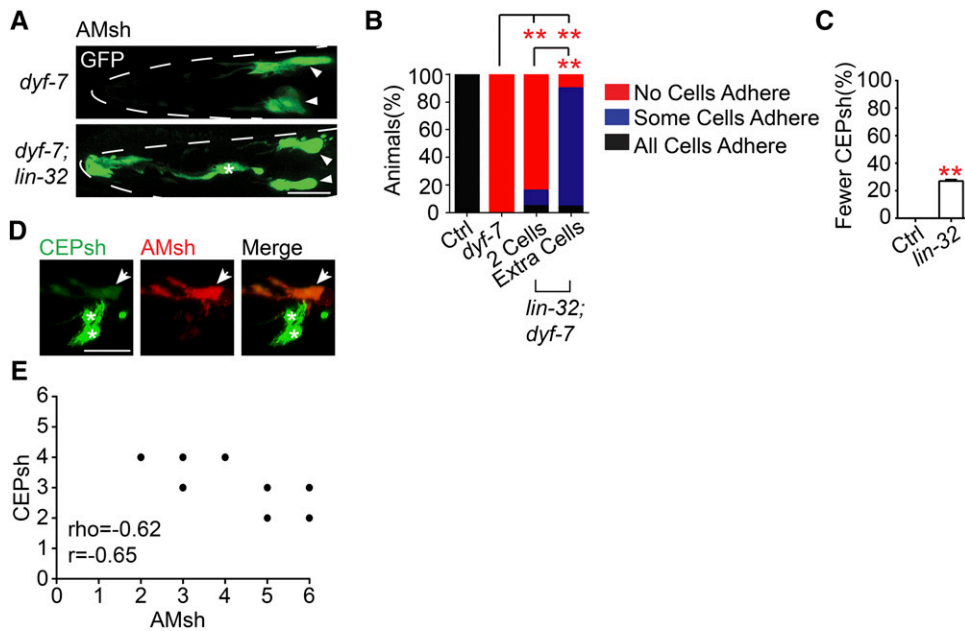 A
AMsh
GFP
dyf-7
dyf-7;
lin-32
*
B
** **
**
Animals(%)
100
80
60
40
20
0
Ctrl
dyf-7
2 Cells
Extra Cells
lin-32;
dyf-7
No Cells Adhere
Some Cells Adhere
All Cells Adhere
C
Fewer CEPsh(%)
100
80
60
40
20
0
**
Ctrl
lin-32
D
CEPsh AMsh Merge
*
*
*
*
E
CEPsh
6
5
4
3
2
1
0
rho=-0.62
r=-0.65
0 1 2 3 4 5 6
AMsh